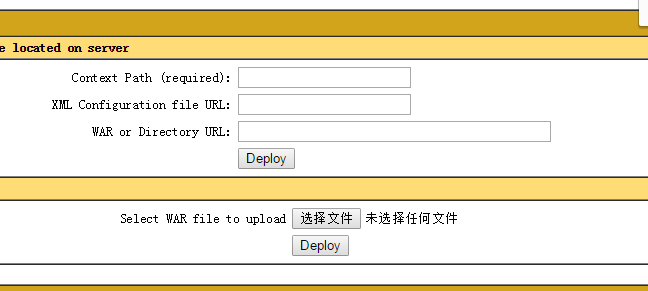 e located on server
Context Path (required):
XML Configuration file URL:
WAR or Directory URL:
Deploy
Select WAR file to upload 选择文件 未选择任何文件
Deploy